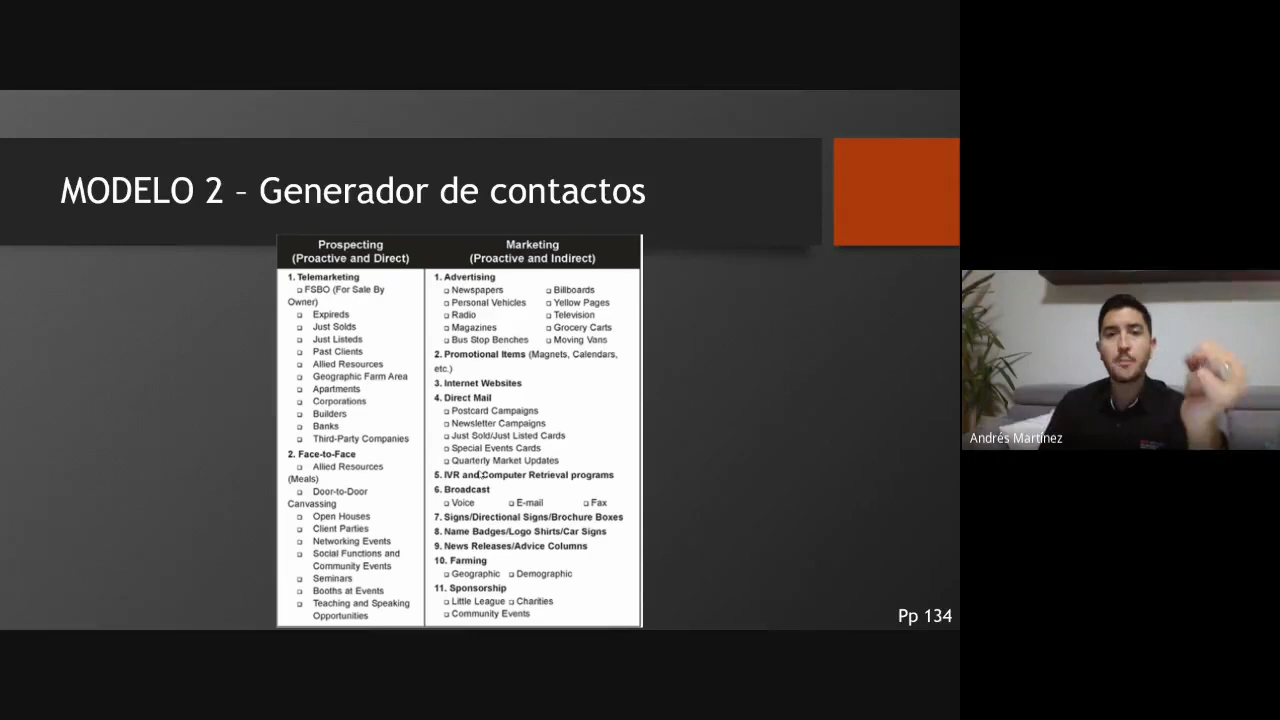 MODELO 2 – Generador de contactos
Prospecting
(Proactive and Direct)
1. Telemarketing
FSBO (For Sale By
Owner)
Expireds
Just Solds
Just Listeds
Past Clients
Allied Resources
Geographic Farm Area
Apartments
Corporations
Builders
Banks
Third-Party Companies
2. Face-to-Face
Allied Resources
(Meals)
Door-to-Door
Canvassing
Open Houses
Client Parties
Networking Events
Social Functions and
Community Events
Seminars
Booths at Events
Teaching and Speaking
Opportunities
Marketing
(Proactive and Indirect)
1. Advertising
Newspapers Billboards
Personal Vehicles Yellow Pages
Radio Television
Magazines Grocery Carts
Bus Stop Benches Moving Vans
2. Promotional Items (Magnets, Calendars,
etc.)
3. Internet Websites
4. Direct Mail
Postcard Campaigns
Newsletter Campaigns
Just Sold/Just Listed Cards
Special Events Cards
Quarterly Market Updates
5. IVR and Computer Retrieval programs
6. Broadcast
Voice E-mail Fax
7. Signs/Directional Signs/Brochure Boxes
8. Name Badges/Logo Shirts/Car Signs
9. News Releases/Advice Columns
10. Farming
Geographic Demographic
11. Sponsorship
Little League Charities
Community Events
Pp 134
Andrés Martínez